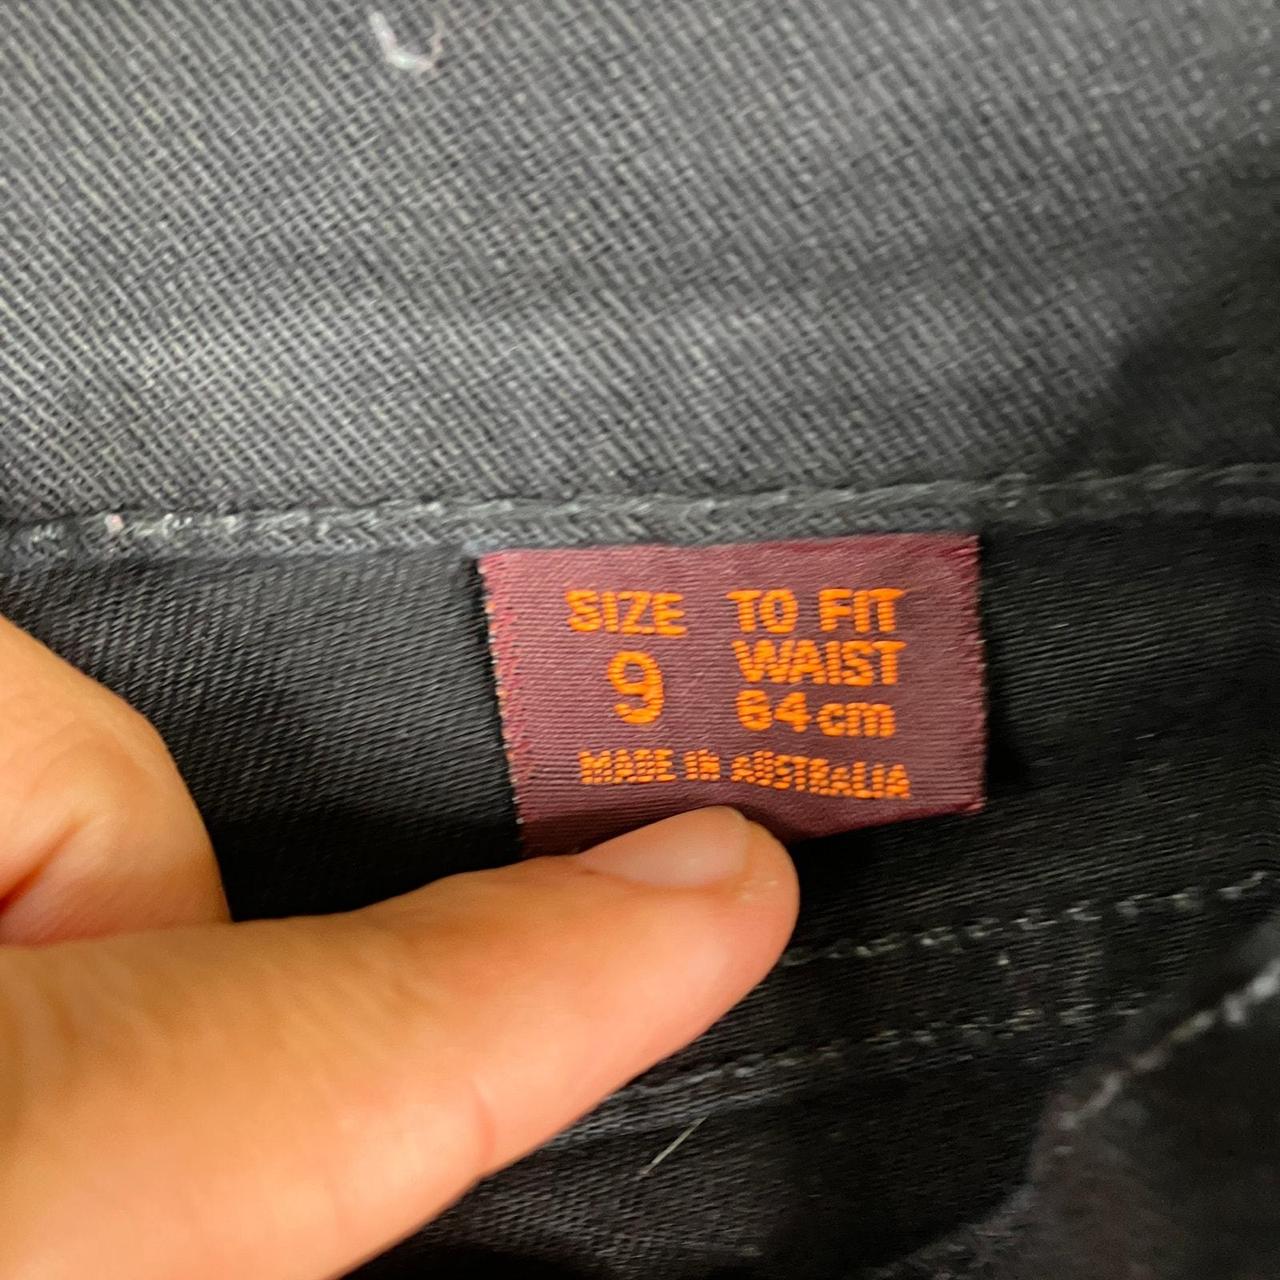 SIZE TO FIT
9 WAIST
64cm
MADE IN AUSTRALIA